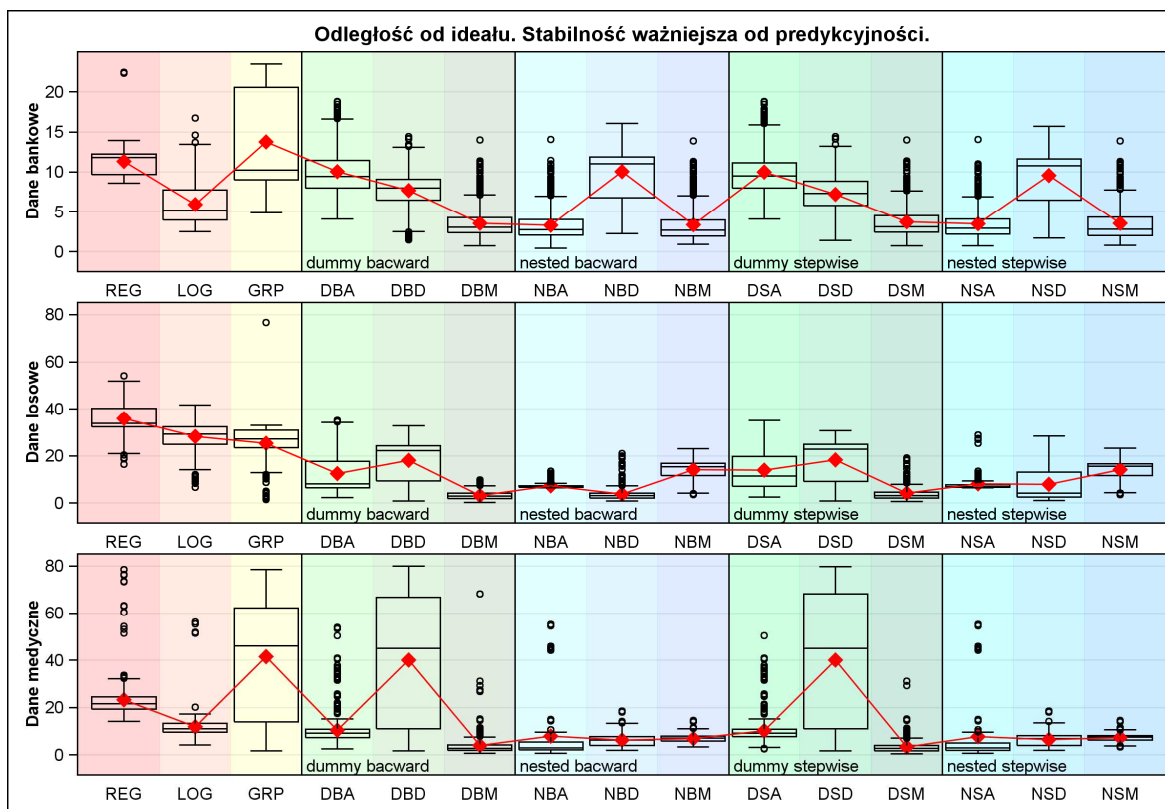 Odległość od ideału. Stabilność ważniejsza od predykcyjności.
Dane bankowe
20
15
10
5
0
dummy bacward nested bacward dummy stepwise nested stepwise
REG LOG GRP DBA DBD DBM NBA NBD NBM DSA DSD DSM NSA NSD NSM
Dane losowe
80
60
40
20
0
dummy bacward nested bacward dummy stepwise nested stepwise
REG LOG GRP DBA DBD DBM NBA NBD NBM DSA DSD DSM NSA NSD NSM
Dane medyczne
80
60
40
20
0
dummy bacward nested bacward dummy stepwise nested stepwise
REG LOG GRP DBA DBD DBM NBA NBD NBM DSA DSD DSM NSA NSD NSM